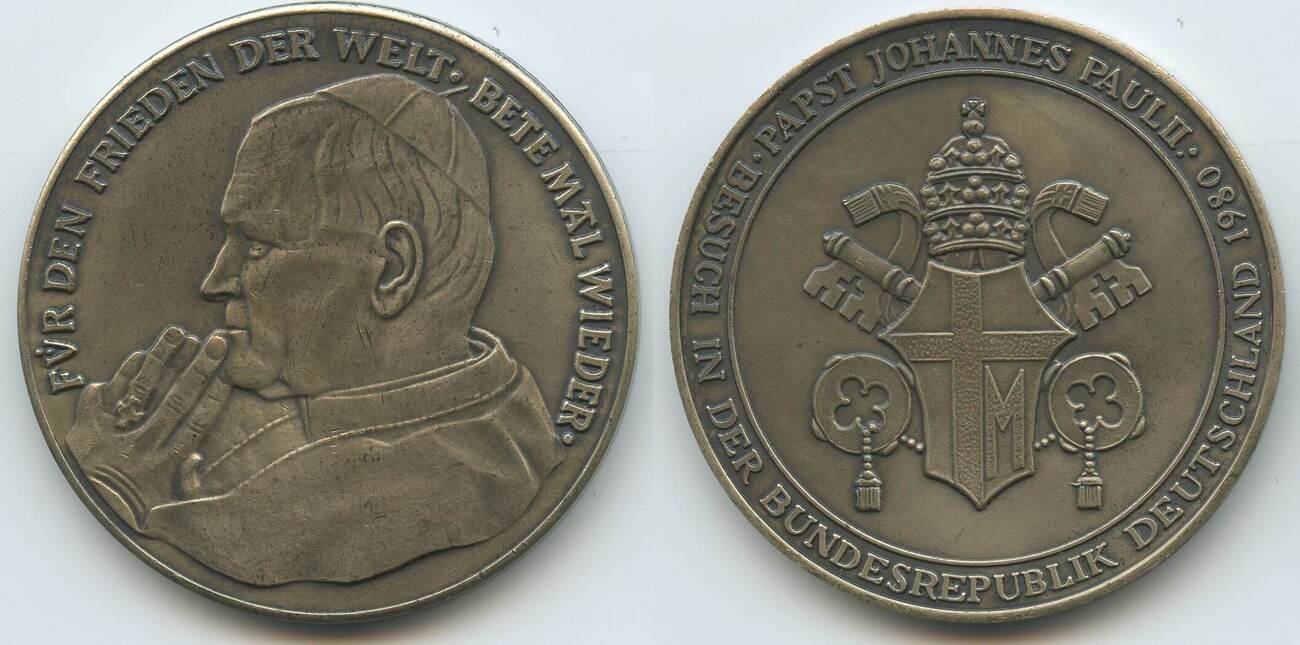 FÜR DEN FRIEDEN DER WELT · BETE MAL WIEDER ·
BESUCH IN DER BUNDESREPUBLIK DEUTSCHLAND 1980 · PAPST JOHANNES PAUL II. ·
M